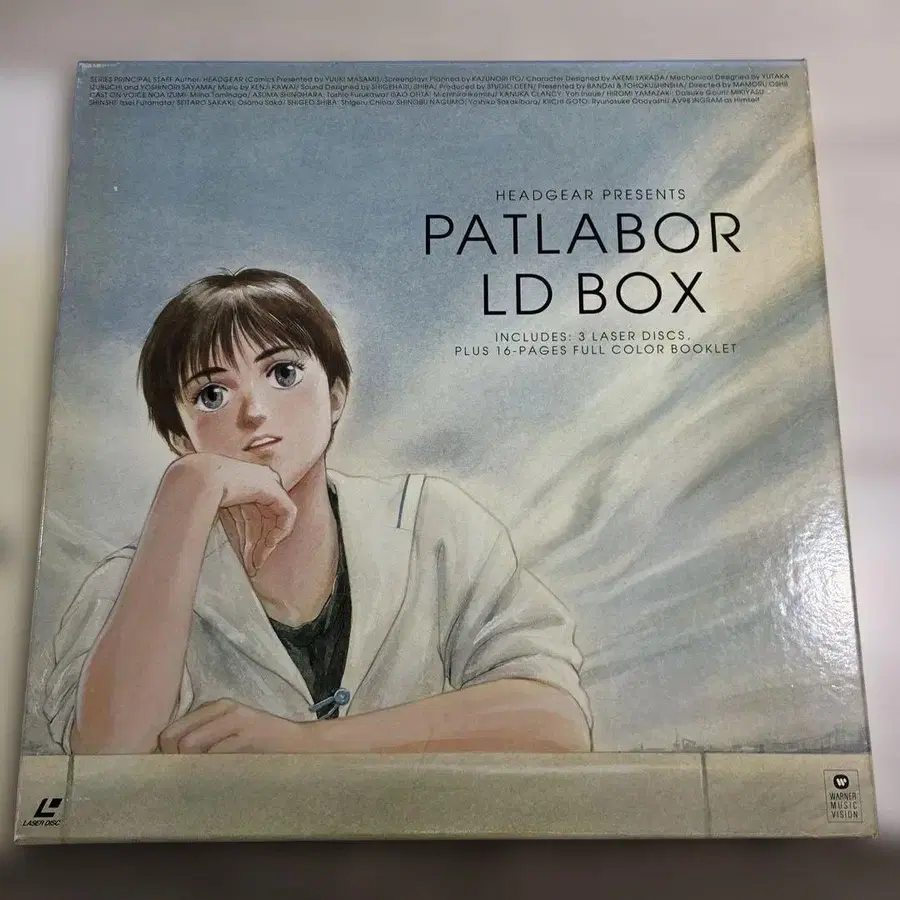 SERIES PRINCIPAL STAFF Author: HEADGEAR (Comics Presented by YUUKI MASAMI)/ Screenplays Planned by KAZUNORI ITO/ Character Designed by AKEMI TAKADA/ Mechanical Designed by YUTAKA
IZUBUCHI and YOSHINORI SAYAMA/ Music by KENJI KAWAI/ Sound Designed by SHIGEHARU SHIBA/ Produced by STUDIO DEEN/ Presented by BANDAI & TOHOKUSHINSHA/ Directed by MAMORU OSHII
CAST ON VOICE NOA IZUMI: Miina Tominaga/ ASUMA SHINOHARA: Toshio Furukawa/ ISAO OHTA: Michihiro Ikemizu/ KANUKA CLANCY: Yoh Inoue/ HIROMI YAMAZAKI: Daisuke Gouri/ MIKIYASU
SHINSHI: Issei Futamata/ SEITARO SAKAKI: Osamu Saka/ SHIGEO SHIBA: Shigeru Chiba/ SHINOBU NAGUMO: Yoshiko Sakakibara/ KIICHI GOTO: Ryunosuke Obayashi/ AV98 INGRAM as Himself
HEADGEAR PRESENTS
PATLABOR
LD BOX
INCLUDES: 3 LASER DISCS,
PLUS 16-PAGES FULL COLOR BOOKLET
LASER DISC
WARNER
MUSIC
VISION